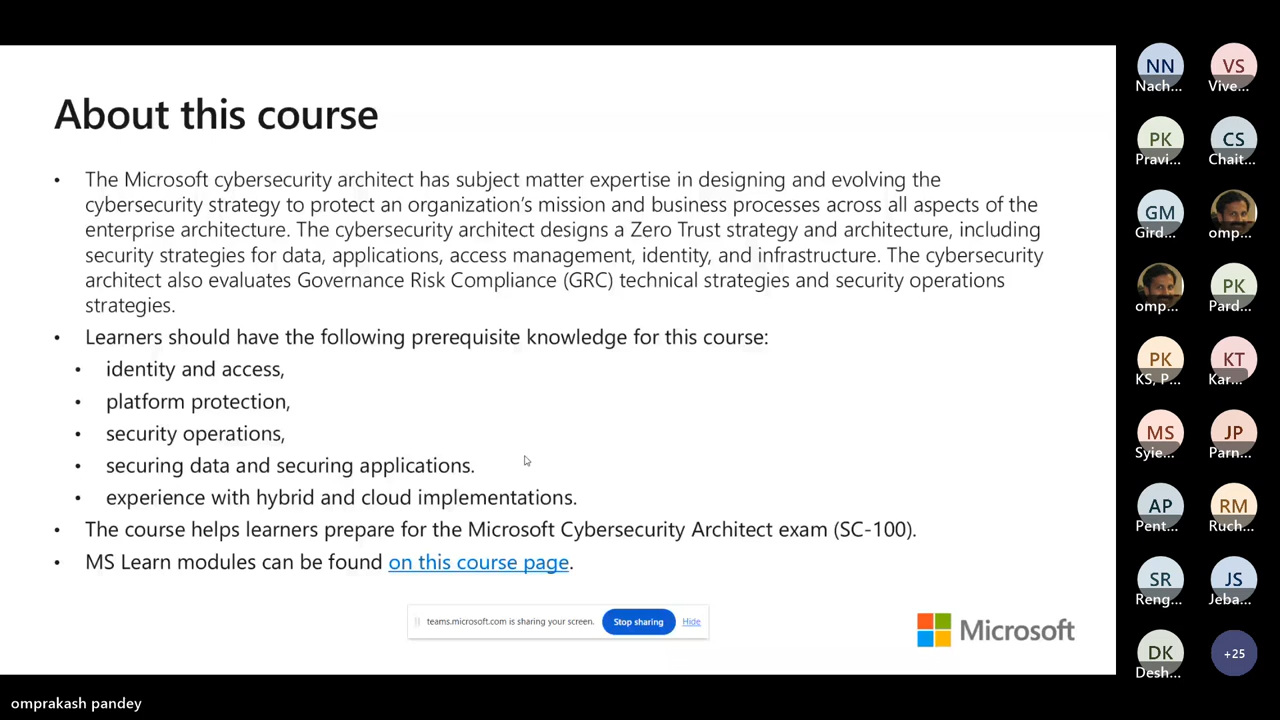 About this course
• The Microsoft cybersecurity architect has subject matter expertise in designing and evolving the
cybersecurity strategy to protect an organization's mission and business processes across all aspects of the
enterprise architecture. The cybersecurity architect designs a Zero Trust strategy and architecture, including
security strategies for data, applications, access management, identity, and infrastructure. The cybersecurity
architect also evaluates Governance Risk Compliance (GRC) technical strategies and security operations
strategies.
• Learners should have the following prerequisite knowledge for this course:
• identity and access,
• platform protection,
• security operations,
• securing data and securing applications.
• experience with hybrid and cloud implementations.
• The course helps learners prepare for the Microsoft Cybersecurity Architect exam (SC-100).
• MS Learn modules can be found on this course page.
teams.microsoft.com is sharing your screen. Stop sharing Hide
Microsoft
NN VS
Nach... Vive...
PK CS
Pravi... Chait...
GM
Gird... omp...
PK
omp... Pard...
PK KT
KS, P... Kar...
MS JP
Syie... Parn...
AP RM
Pent... Ruch...
SR JS
Reng... Jeba...
DK +25
Desh...
omprakash pandey